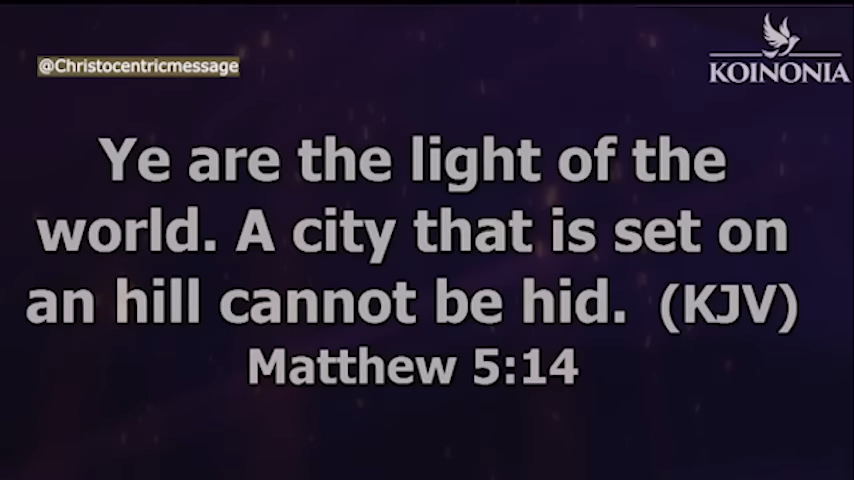 @Christocentricmessage
KOINONIA
Ye are the light of the
world. A city that is set on
an hill cannot be hid. (KJV)
Matthew 5:14